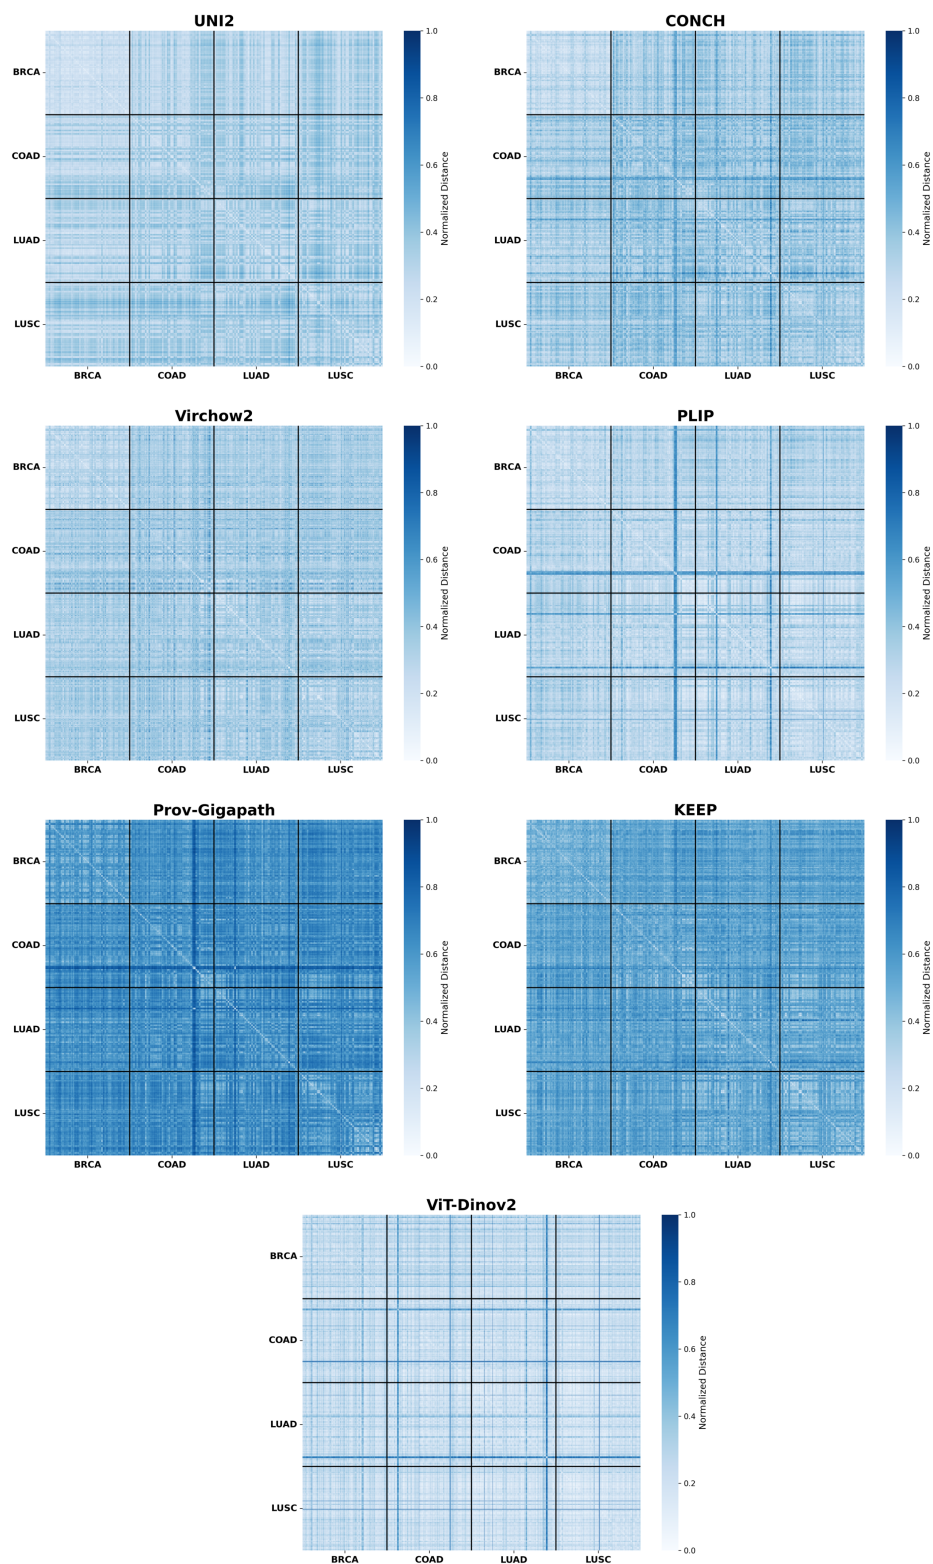 UNI2
BRCA
COAD
LUAD
LUSC
BRCA COAD LUAD LUSC
1.0
0.8
0.6
0.4
0.2
0.0
Normalized Distance
CONCH
BRCA
COAD
LUAD
LUSC
BRCA COAD LUAD LUSC
1.0
0.8
0.6
0.4
0.2
0.0
Normalized Distance
Virchow2
BRCA
COAD
LUAD
LUSC
BRCA COAD LUAD LUSC
1.0
0.8
0.6
0.4
0.2
0.0
Normalized Distance
PLIP
BRCA
COAD
LUAD
LUSC
BRCA COAD LUAD LUSC
1.0
0.8
0.6
0.4
0.2
0.0
Normalized Distance
Prov-Gigapath
BRCA
COAD
LUAD
LUSC
BRCA COAD LUAD LUSC
1.0
0.8
0.6
0.4
0.2
0.0
Normalized Distance
KEEP
BRCA
COAD
LUAD
LUSC
BRCA COAD LUAD LUSC
1.0
0.8
0.6
0.4
0.2
0.0
Normalized Distance
ViT-Dinov2
BRCA
COAD
LUAD
LUSC
BRCA COAD LUAD LUSC
1.0
0.8
0.6
0.4
0.2
0.0
Normalized Distance